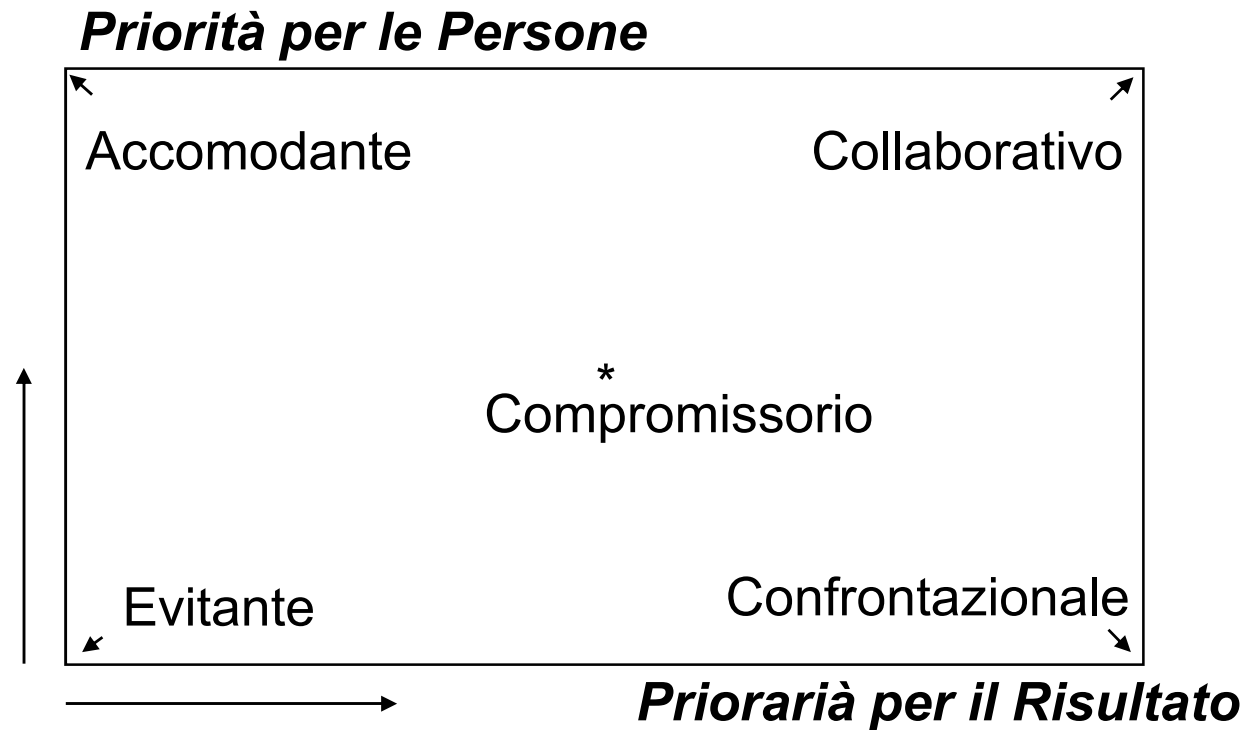 Priorità per le Persone
Accomodante
Collaborativo
*
Compromissorio
Evitante
Confrontazionale
Priorarià per il Risultato